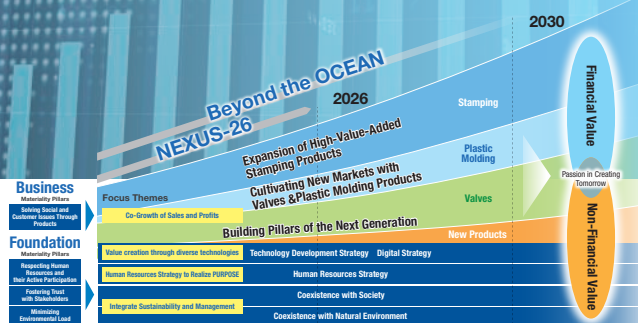 2030
Beyond the OCEAN
2026
NEXUS-26
Stamping
Expansion of High-Value-Added
Stamping Products
Plastic
Molding
Cultivating New Markets with
Valves &Plastic Molding Products
Valves
Building Pillars of the Next Generation
New Products
Financial Value
Passion in Creating
Tomorrow
Non-Financial Value
Business
Materiality Pillars
Solving Social and
Customer Issues Through
Products
Focus Themes
Co-Growth of Sales and Profits
Foundation
Materiality Pillars
Respecting Human
Resources and
their Active Participation
Fostering Trust
with Stakeholders
Minimizing
Environmental Load
Value creation through diverse technologies
Technology Development Strategy
Digital Strategy
Human Resources Strategy to Realize PURPOSE
Human Resources Strategy
Integrate Sustainability and Management
Coexistence with Society
Coexistence with Natural Environment